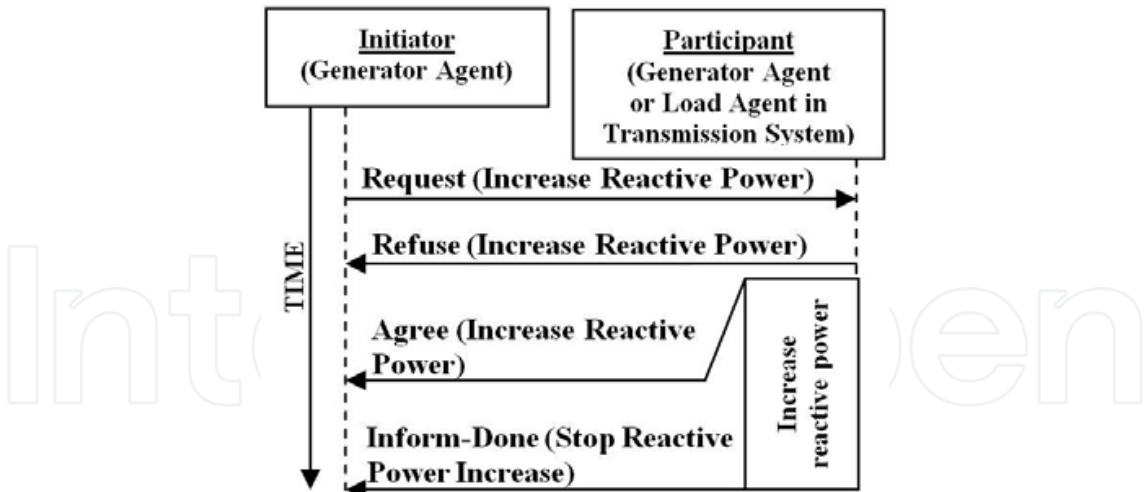 Initiator
(Generator Agent)
Participant
(Generator Agent
or Load Agent in
Transmission System)
Request (Increase Reactive Power)
Refuse (Increase Reactive Power)
TIME
Agree (Increase Reactive
Power)
Increase
reactive power
Inform-Done (Stop Reactive
Power Increase)